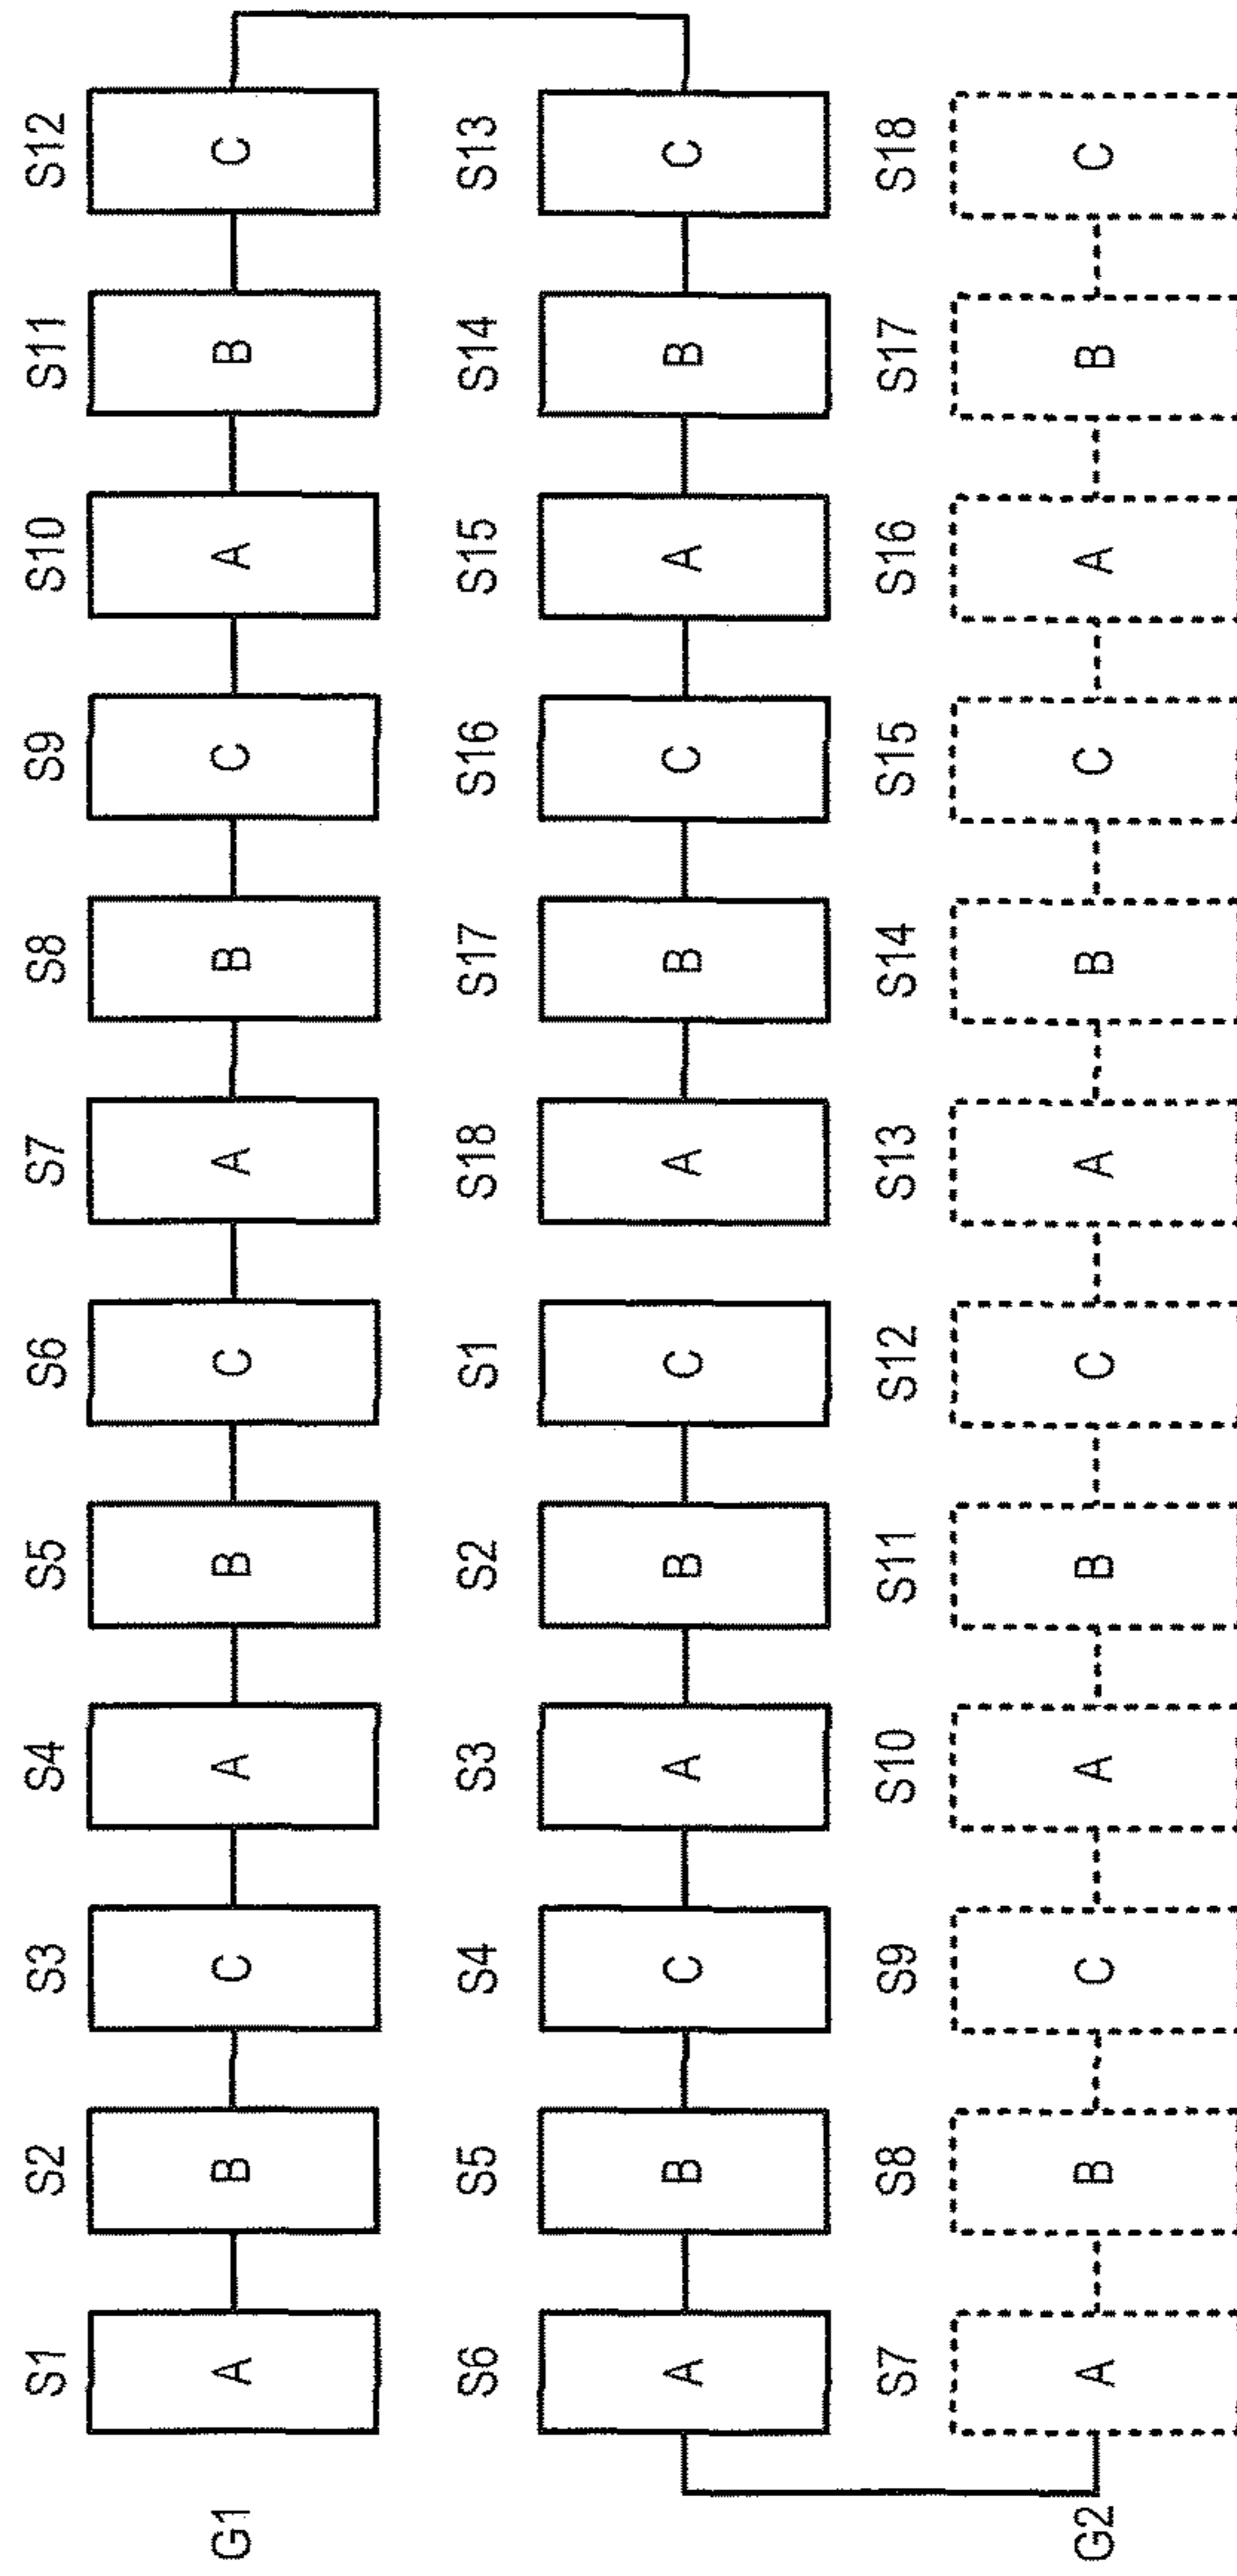 S1 S2 S3 S4 S5 S6 S7 S8 S9 S10 S11 S12
G1 A B C A B C A B C A B C
S6 S5 S4 S3 S2 S1 S18 S17 S16 S15 S14 S13
A B C A B C A B C A B C
S7 S8 S9 S10 S11 S12 S13 S14 S15 S16 S17 S18
G2 A B C A B C A B C A B C